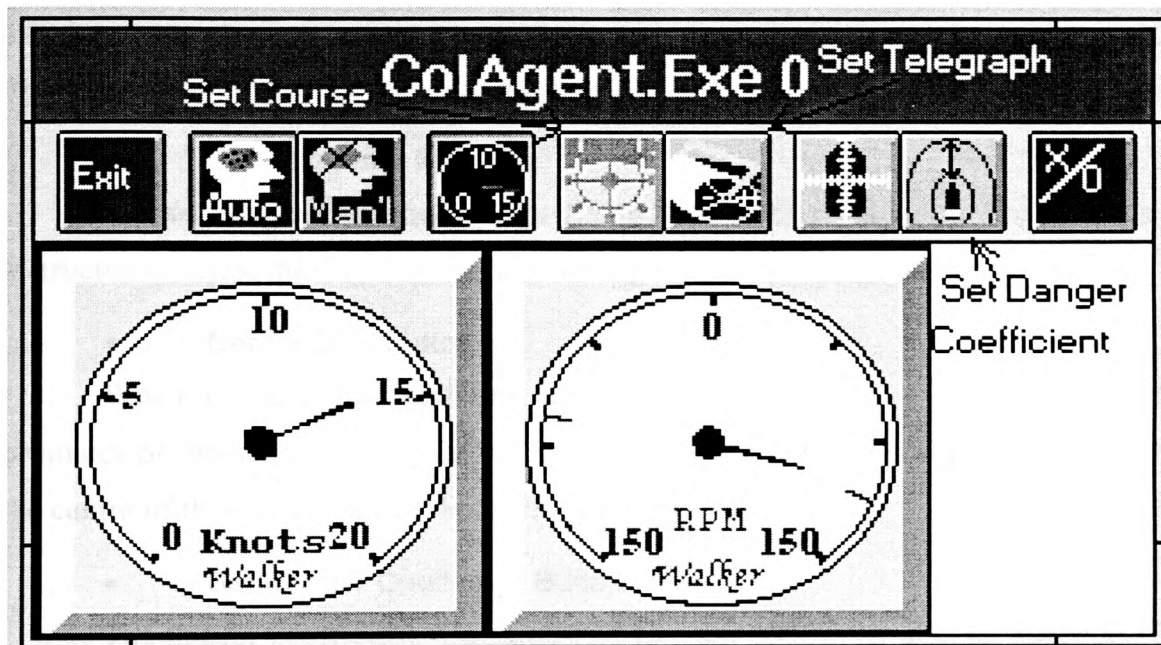 ColAgent.Exe 0
Set Course
Set Telegraph
Exit
Auto
Man'l
10
0 15
X/0
Set Danger
Coefficient
10
5
15
0 Knots 20
Walker
0
RPM
150 150
Walker